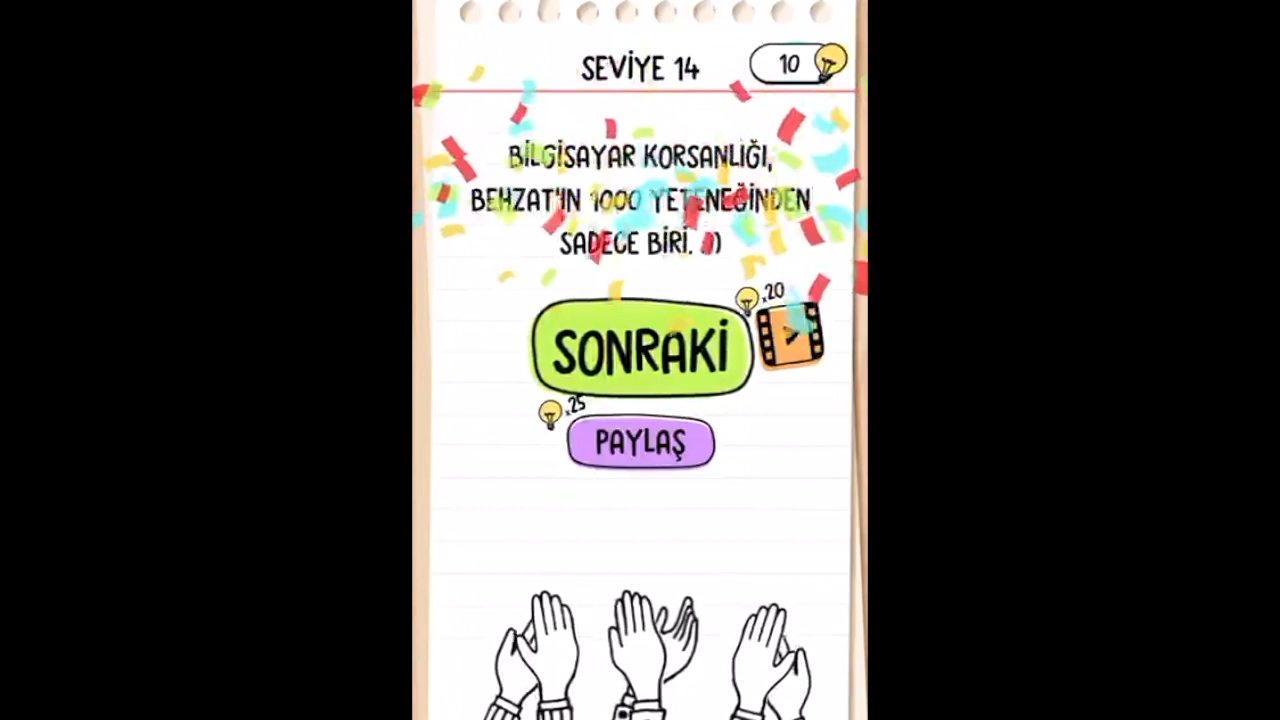 SEVİYE 14
10
BİLGİSAYAR KORSANLIĞI,
BEHZAT'IN 1000 YETENEĞİNDEN
SADECE BİRİ. :))
x20
SONRAKİ
x25
PAYLAŞ